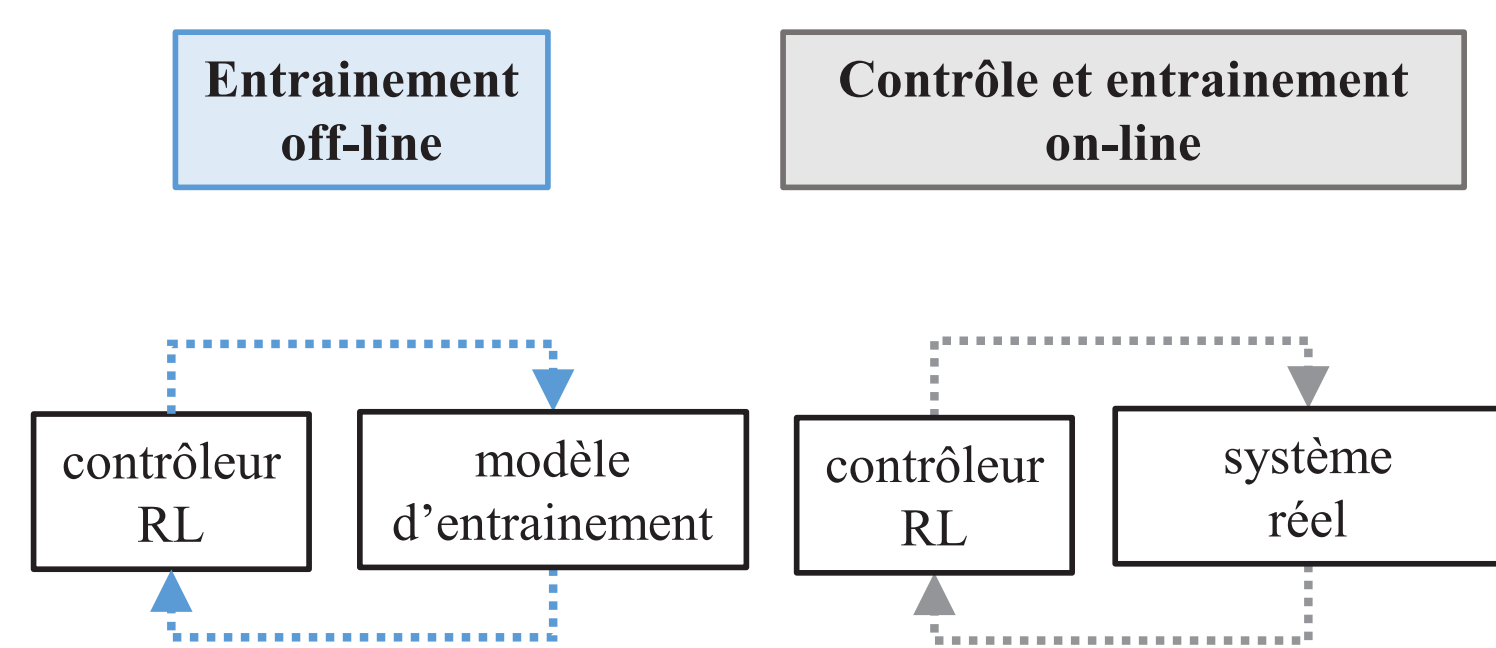 Entrainement
off-line
Contrôle et entrainement
on-line
contrôleur
RL
modèle
d’entrainement
contrôleur
RL
système
réel